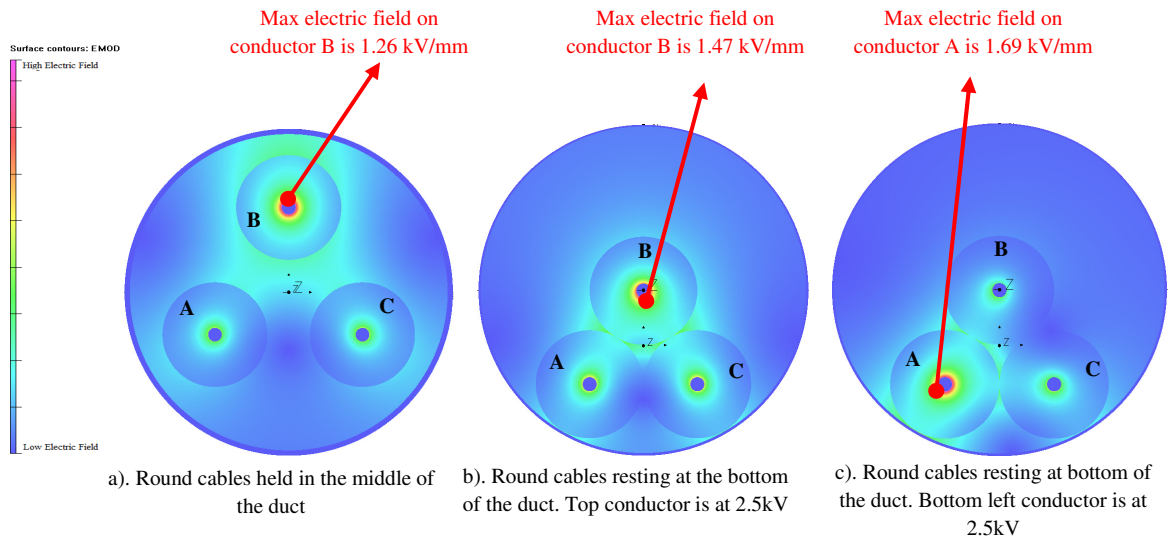 Max electric field on
conductor B is 1.26 kV/mm
Max electric field on
conductor B is 1.47 kV/mm
Max electric field on
conductor A is 1.69 kV/mm
Surface contours: EMOD
High Electric Field
Low Electric Field
B
A
C
Z
Z
B
A
C
Z
Z
B
A
C
Z
Z
a). Round cables held in the middle of
the duct
b). Round cables resting at the bottom
of the duct. Top conductor is at 2.5kV
c). Round cables resting at bottom of
the duct. Bottom left conductor is at
2.5kV